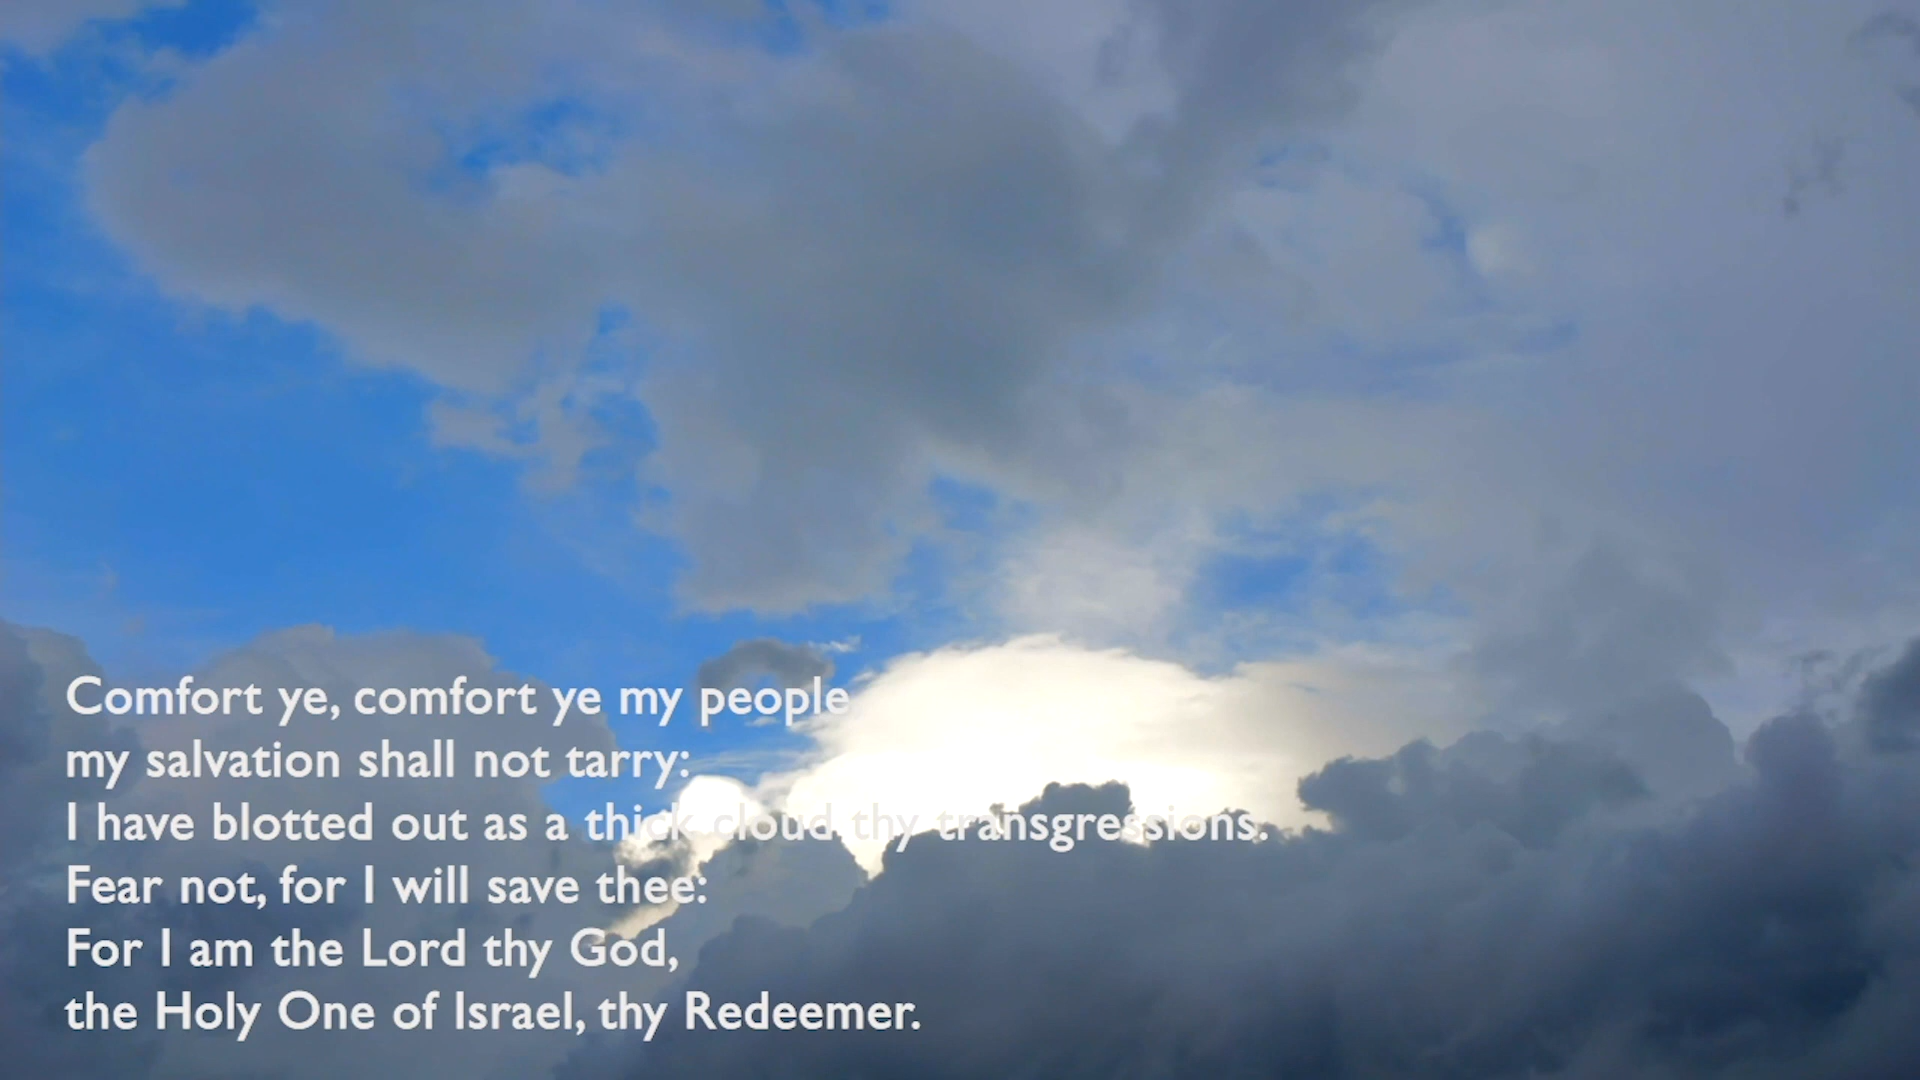 Comfort ye, comfort ye my people
my salvation shall not tarry:
I have blotted out as a thick cloud thy transgressions.
Fear not, for I will save thee:
For I am the Lord thy God,
the Holy One of Israel, thy Redeemer.